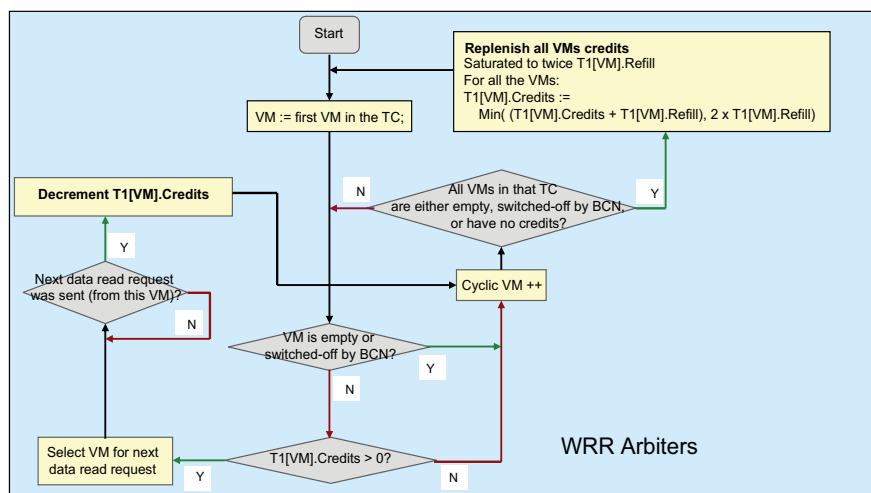 Start
Replenish all VMs credits
Saturated to twice T1[VM].Refill
For all the VMs:
T1[VM].Credits :=
Min( (T1[VM].Credits + T1[VM].Refill), 2 x T1[VM].Refill)
VM := first VM in the TC;
N
All VMs in that TC
are either empty, switched-off by BCN,
or have no credits?
Y
Decrement T1[VM].Credits
Y
Next data read request
was sent (from this VM)?
N
Cyclic VM ++
VM is empty or
switched-off by BCN?
Y
N
Select VM for next
data read request
Y
T1[VM].Credits > 0?
N
WRR Arbiters